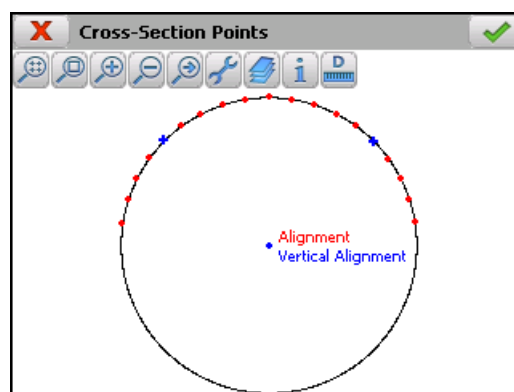 Cross-Section Points
i
D
Alignment
Vertical Alignment